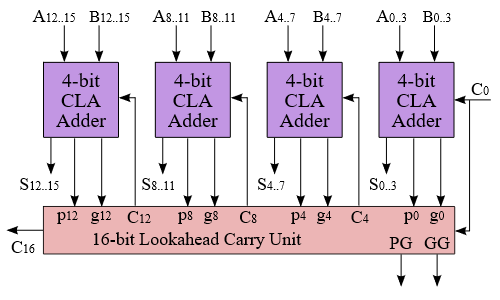 A12..15 B12..15 A8..11 B8..11 A4..7 B4..7 A0..3 B0..3
4-bit CLA Adder
4-bit CLA Adder
4-bit CLA Adder
4-bit CLA Adder
C0
S12..15 S8..11 S4..7 S0..3
p12 g12 C12 p8 g8 C8 p4 g4 C4 p0 g0
C16 16-bit Lookahead Carry Unit PG GG